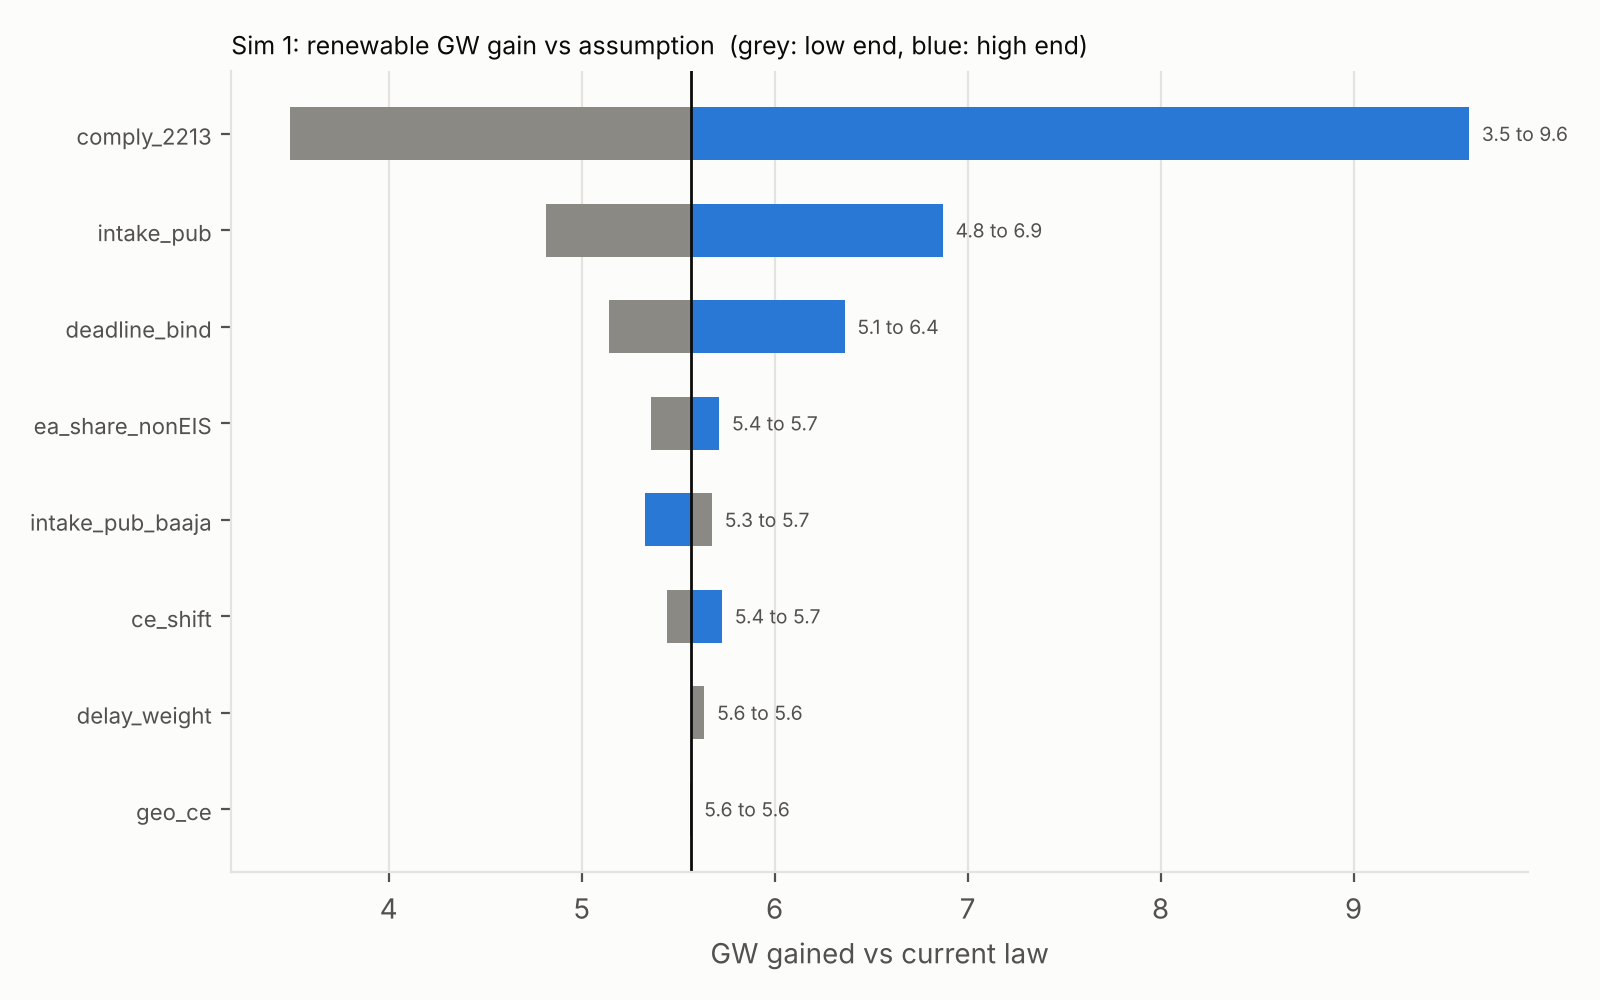 Sim 1: renewable GW gain vs assumption  (grey: low end, blue: high end)
comply_2213
3.5 to 9.6
intake_pub
4.8 to 6.9
deadline_bind
5.1 to 6.4
ea_share_nonEIS
5.4 to 5.7
intake_pub_baaja
5.3 to 5.7
ce_shift
5.4 to 5.7
delay_weight
5.6 to 5.6
geo_ce
5.6 to 5.6
4 5 6 7 8 9
GW gained vs current law